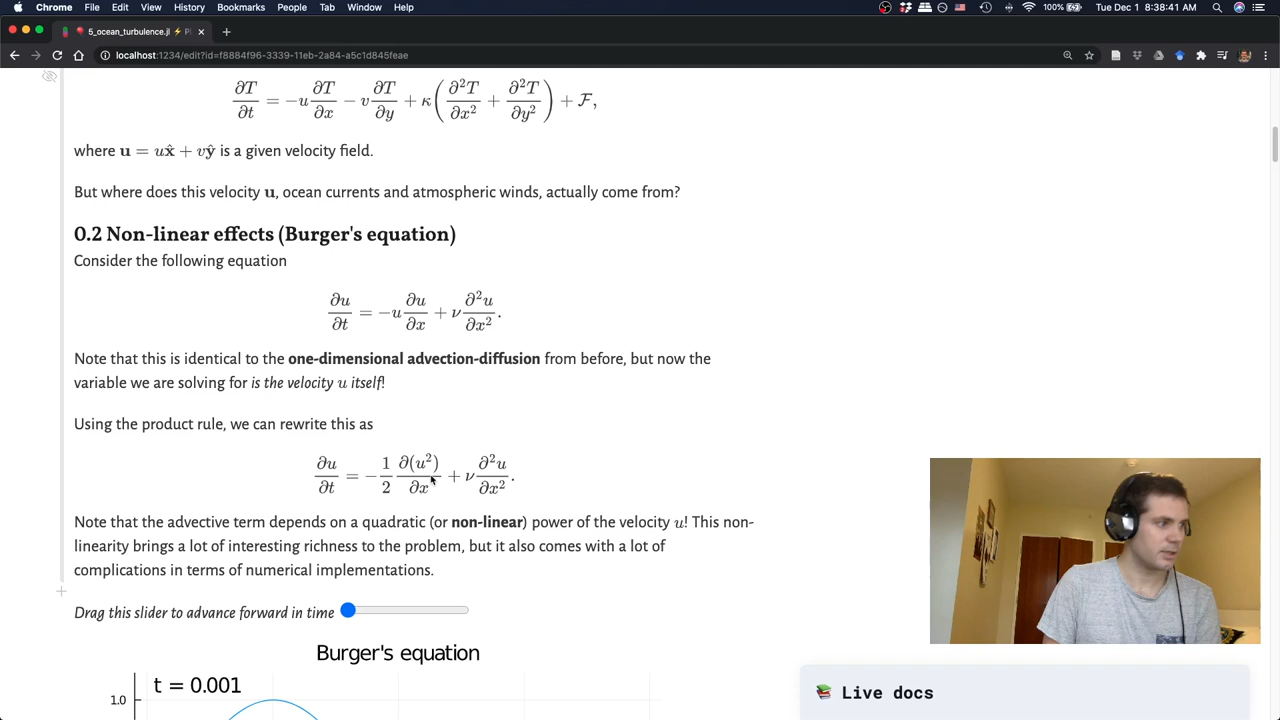 Chrome File Edit View History Bookmarks People Tab Window Help 100% Tue Dec 1 8:38:41 AM
5_ocean_turbulence.jl ⚡ Pl
localhost:1234/edit?id=f8884f96-3339-11eb-2a84-a5c1d845feae
∂T/∂t = −u ∂T/∂x − v ∂T/∂y + κ(∂²T/∂x² + ∂²T/∂y²) + ℱ,
where u = ux̂ + vŷ is a given velocity field.
But where does this velocity u, ocean currents and atmospheric winds, actually come from?
0.2 Non-linear effects (Burger's equation)
Consider the following equation
∂u/∂t = −u ∂u/∂x + ν ∂²u/∂x².
Note that this is identical to the one-dimensional advection-diffusion from before, but now the
variable we are solving for is the velocity u itself!
Using the product rule, we can rewrite this as
∂u/∂t = −1/2 ∂(u²)/∂x + ν ∂²u/∂x².
Note that the advective term depends on a quadratic (or non-linear) power of the velocity u! This non-
linearity brings a lot of interesting richness to the problem, but it also comes with a lot of
complications in terms of numerical implementations.
Drag this slider to advance forward in time
Burger's equation
t = 0.001
1.0
Live docs